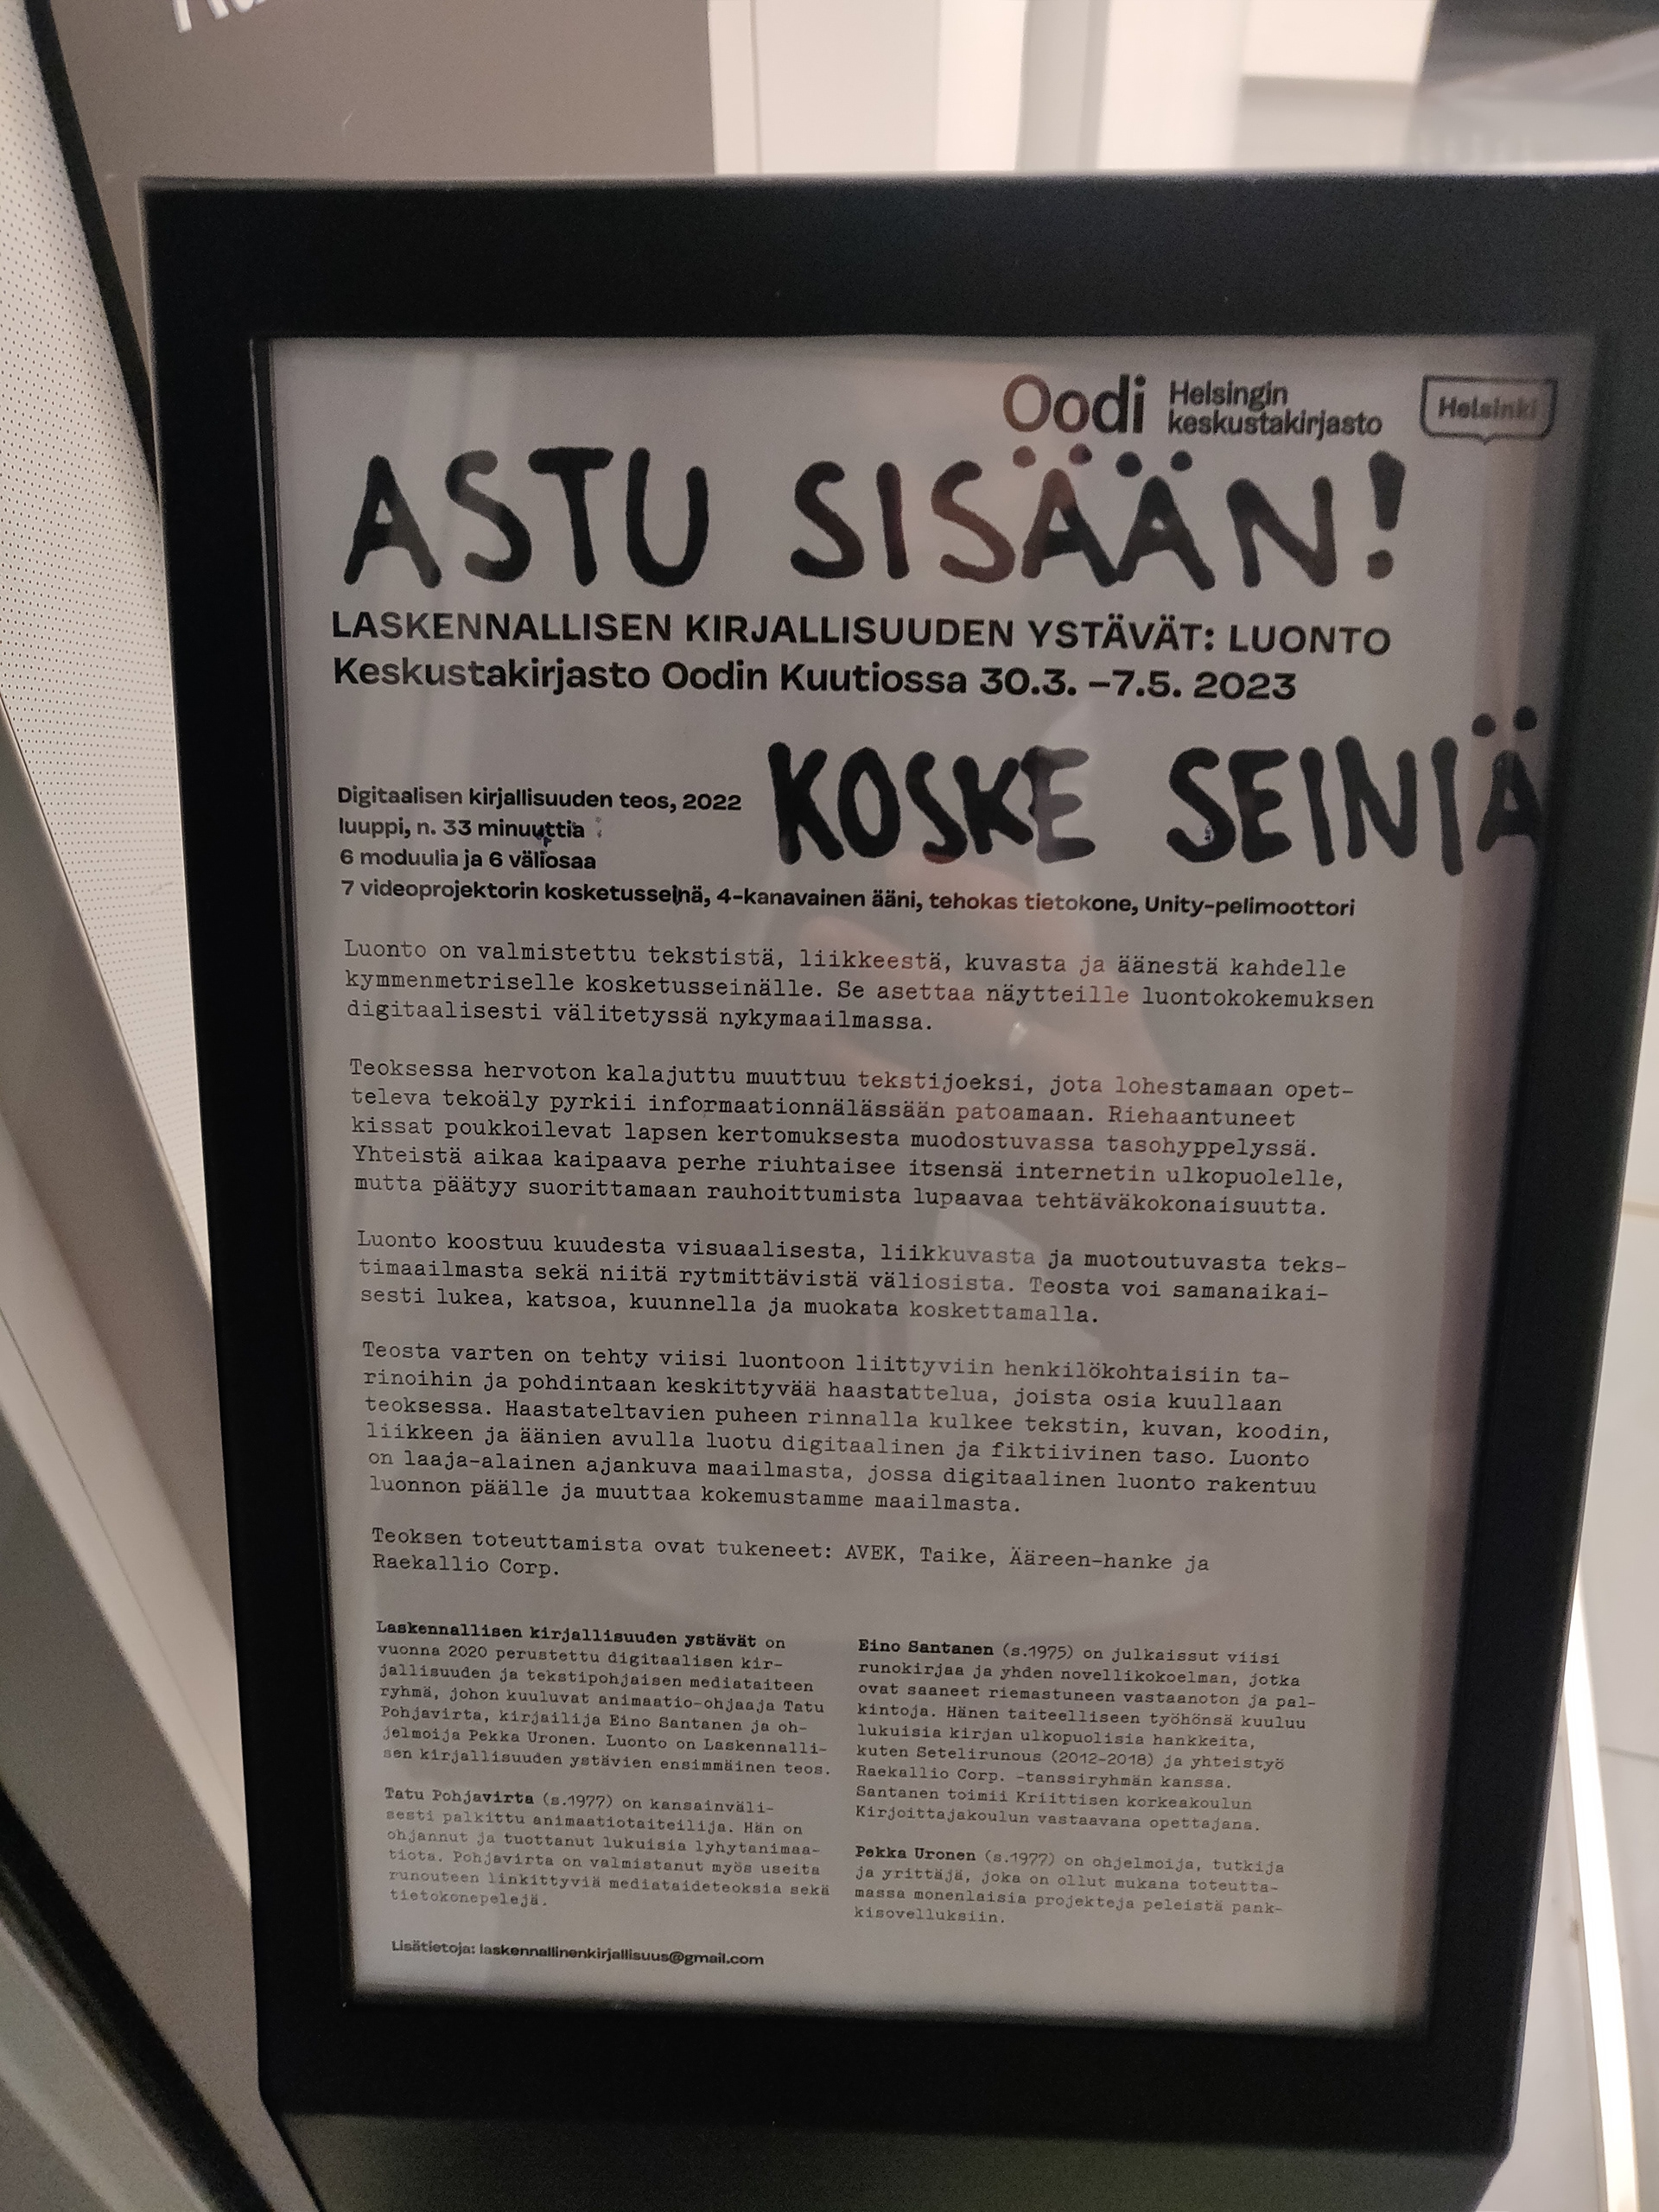 Oodi Helsingin
keskustakirjasto
Helsinki
ASTU SISÄÄN!
LASKENNALLISEN KIRJALLISUUDEN YSTÄVÄT: LUONTO
Keskustakirjasto Oodin Kuutiossa 30.3. –7.5. 2023
KOSKE SEINIÄ
Digitaalisen kirjallisuuden teos, 2022
luuppi, n. 33 minuuttia
6 moduulia ja 6 väliosaa
7 videoprojektorin kosketusseinä, 4-kanavainen ääni, tehokas tietokone, Unity-pelimoottori
Luonto on valmistettu tekstistä, liikkeestä, kuvasta ja äänestä kahdelle
kymmenmetriselle kosketusseinälle. Se asettaa näytteille luontokokemuksen
digitaalisesti välitetyssä nykymaailmassa.
Teoksessa hervoton kalajuttu muuttuu tekstijoeksi, jota lohestamaan opet-
televa tekoäly pyrkii informaationnälässään patoamaan. Riehaantuneet
kissat poukkoilevat lapsen kertomuksesta muodostuvassa tasohyppelyssä.
Yhteistä aikaa kaipaava perhe riuhtaisee itsensä internetin ulkopuolelle,
mutta päätyy suorittamaan rauhoittumista lupaavaa tehtäväkokonaisuutta.
Luonto koostuu kuudesta visuaalisesta, liikkuvasta ja muotoutuvasta teks-
timaailmasta sekä niitä rytmittävistä väliosista. Teosta voi samanaikai-
sesti lukea, katsoa, kuunnella ja muokata koskettamalla.
Teosta varten on tehty viisi luontoon liittyviin henkilökohtaisiin ta-
rinoihin ja pohdintaan keskittyvää haastattelua, joista osia kuullaan
teoksessa. Haastateltavien puheen rinnalla kulkee tekstin, kuvan, koodin,
liikkeen ja äänien avulla luotu digitaalinen ja fiktiivinen taso. Luonto
on laaja-alainen ajankuva maailmasta, jossa digitaalinen luonto rakentuu
luonnon päälle ja muuttaa kokemustamme maailmasta.
Teoksen toteuttamista ovat tukeneet: AVEK, Taike, Ääreen-hanke ja
Raekallio Corp.
Laskennallisen kirjallisuuden ystävät on
vuonna 2020 perustettu digitaalisen kir-
jallisuuden ja tekstipohjaisen mediataiteen
ryhmä, johon kuuluvat animaatio-ohjaaja Tatu
Pohjavirta, kirjailija Eino Santanen ja oh-
jelmoija Pekka Uronen. Luonto on Laskennalli-
sen kirjallisuuden ystävien ensimmäinen teos.
Tatu Pohjavirta (s.1977) on kansainväli-
sesti palkittu animaatiotaiteilija. Hän on
ohjannut ja tuottanut lukuisia lyhytanimaa-
tiota. Pohjavirta on valmistanut myös useita
runouteen linkittyviä mediataideteoksia sekä
tietokonepelejä.
Eino Santanen (s.1975) on julkaissut viisi
runokirjaa ja yhden novellikokoelman, jotka
ovat saaneet riemastuneen vastaanoton ja pal-
kintoja. Hänen taiteelliseen työhönsä kuuluu
lukuisia kirjan ulkopuolisia hankkeita,
kuten Setelirunous (2012-2018) ja yhteistyö
Raekallio Corp. -tanssiryhmän kanssa.
Santanen toimii Kriittisen korkeakoulun
Kirjoittajakoulun vastaavana opettajana.
Pekka Uronen (s.1977) on ohjelmoija, tutkija
ja yrittäjä, joka on ollut mukana toteutta-
massa monenlaisia projekteja peleistä pank-
kisovelluksiin.
Lisätietoja: laskennallinenkirjallisuus@gmail.com